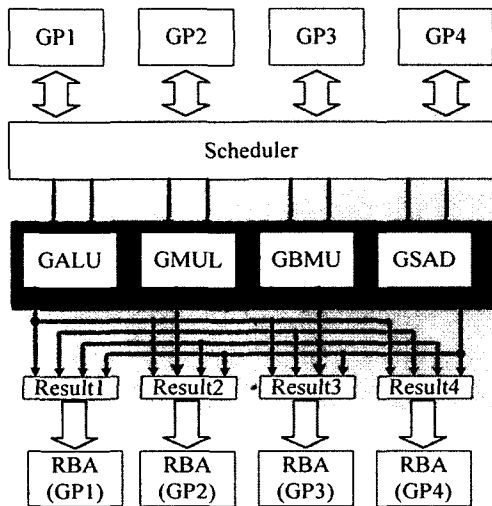 GP1 GP2 GP3 GP4
Scheduler
GALU GMUL GBMU GSAD
Result1 Result2 Result3 Result4
RBA RBA RBA RBA
(GP1) (GP2) (GP3) (GP4)